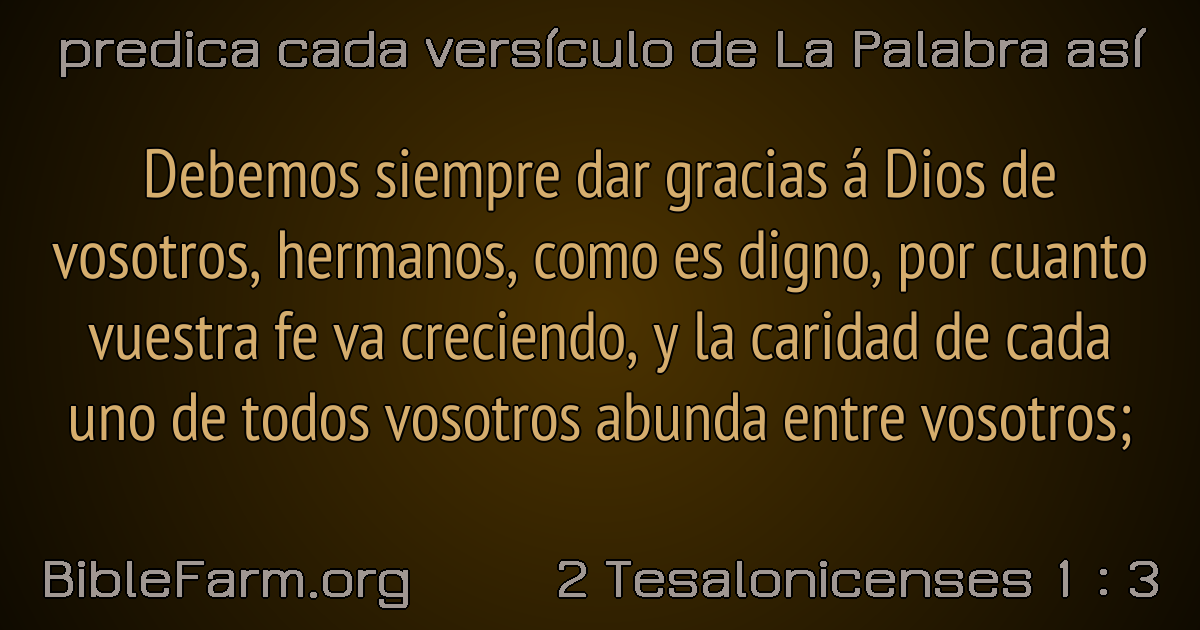 predica cada versículo de La Palabra así
Debemos siempre dar gracias á Dios de
vosotros, hermanos, como es digno, por cuanto
vuestra fe va creciendo, y la caridad de cada
uno de todos vosotros abunda entre vosotros;
BibleFarm.org 2 Tesalonicenses 1 : 3